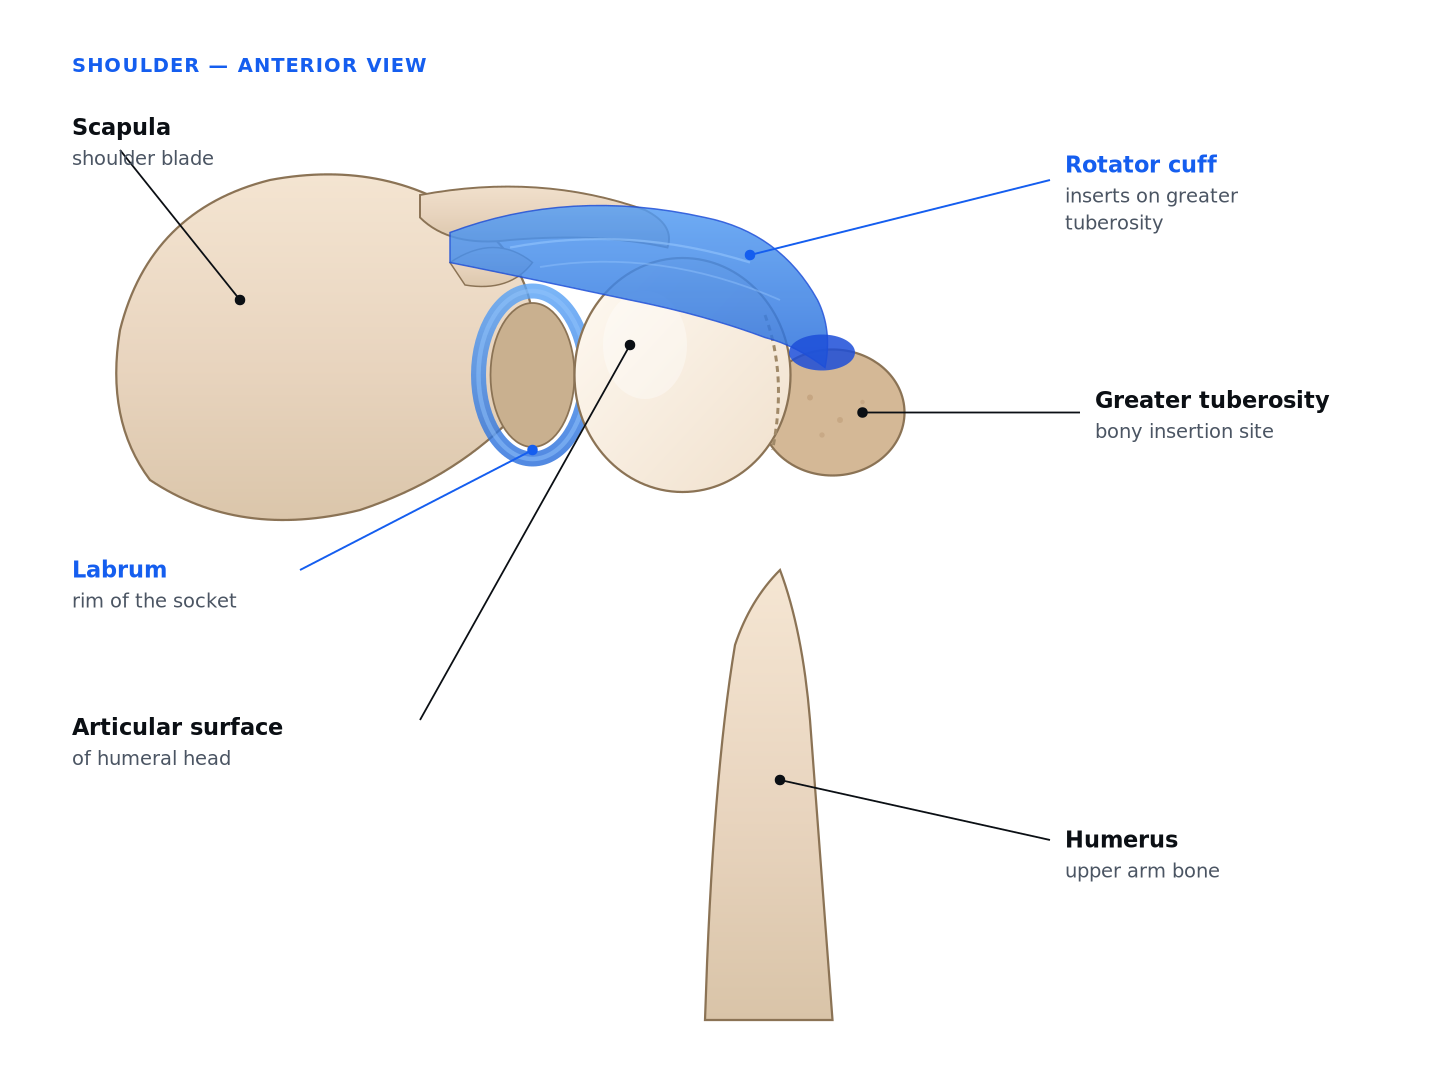 SHOULDER — ANTERIOR VIEW
Scapula
shoulder blade
Rotator cuff
inserts on greater
tuberosity
Greater tuberosity
bony insertion site
Labrum
rim of the socket
Articular surface
of humeral head
Humerus
upper arm bone